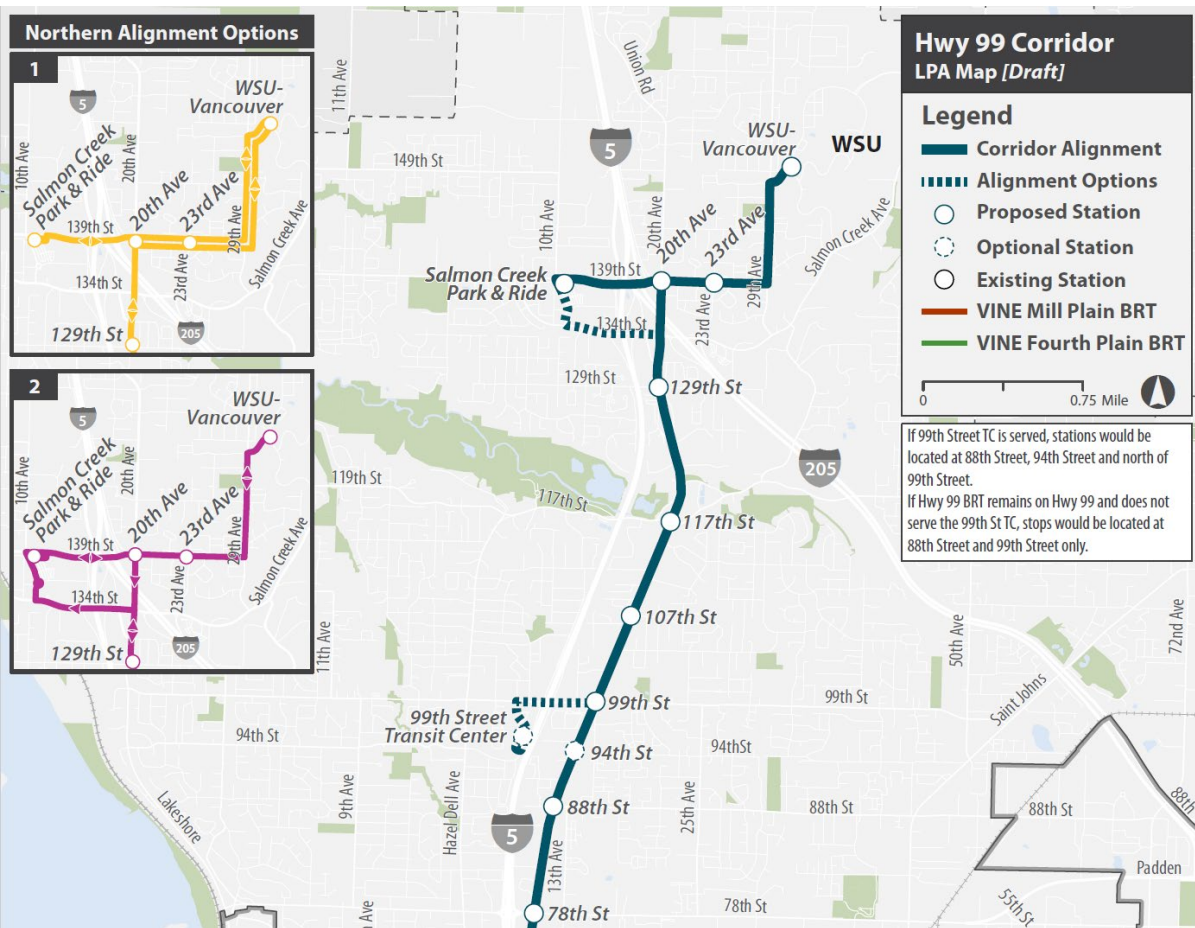 Northern Alignment Options
1
5
WSU-
Vancouver
10th Ave
Salmon Creek
Park & Ride
20th Ave
20th Ave
23rd Ave
139th St
29th Ave
Salmon Creek Ave
134th St
23rd Ave
205
129th St
2
5
WSU-
Vancouver
10th Ave
Salmon Creek
Park & Ride
20th Ave
20th Ave
23rd Ave
139th St
29th Ave
Salmon Creek Ave
134th St
23rd Ave
205
129th St
Hwy 99 Corridor
LPA Map [Draft]
Legend
Corridor Alignment
Alignment Options
Proposed Station
Optional Station
Existing Station
VINE Mill Plain BRT
VINE Fourth Plain BRT
0
0.75 Mile
If 99th Street TC is served, stations would be
located at 88th Street, 94th Street and north of
99th Street.
If Hwy 99 BRT remains on Hwy 99 and does not
serve the 99th St TC, stops would be located at
88th Street and 99th Street only.
11th Ave
Union Rd
5
WSU-
Vancouver
WSU
149th St
10th Ave
20th Ave
20th Ave
23rd Ave
29th Ave
Salmon Creek Ave
Salmon Creek
Park & Ride
139th St
134th St
23rd Ave
129th St
129th St
205
119th St
117th St
117th St
107th St
11th Ave
50th Ave
72nd Ave
99th St
99th St
Saint Johns
99th Street
Transit Center
94th St
94th St
94thSt
Lakeshore
9th Ave
Hazel Dell Ave
88th St
25th Ave
88th St
88th St
88th
5
13th Ave
Padden
55th St
78th St
78th St
Ave